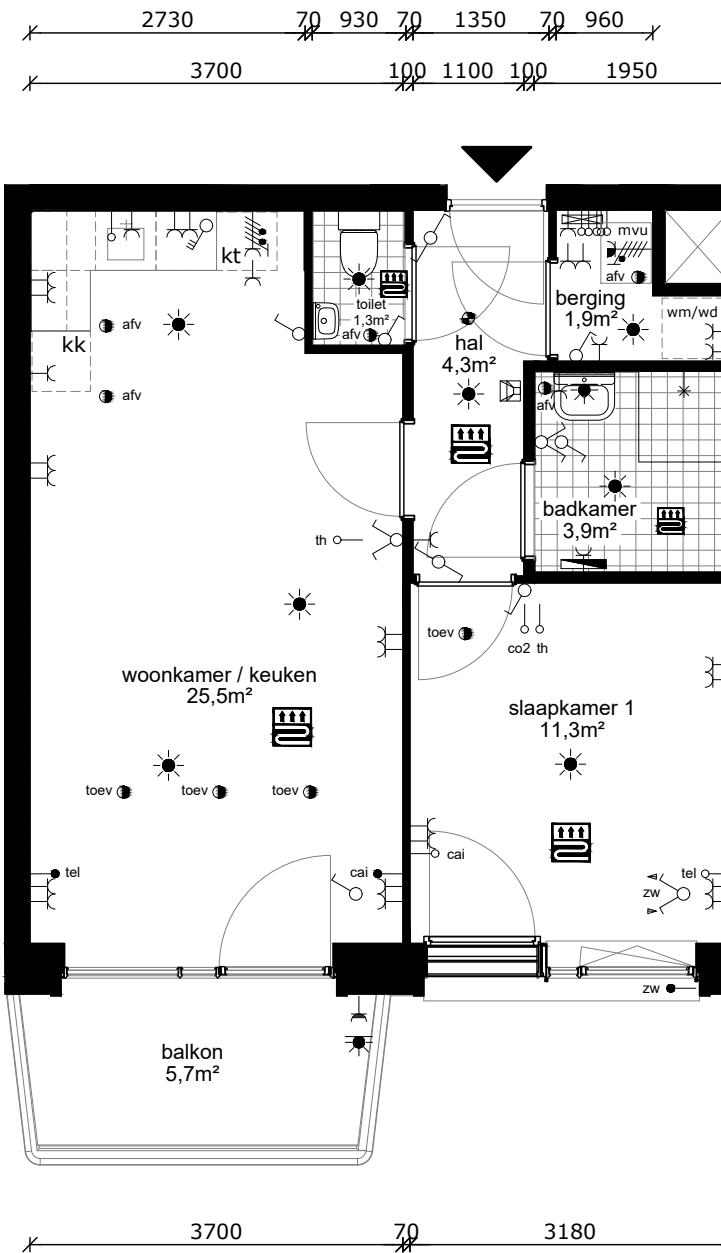 2730 70 930 70 1350 70 960
3700 100 1100 100 1950
kt
mvu
afv
toilet
1,3m²
afv
berging
1,9m²
wm/wd
afv
kk
afv
hal
4,3m²
afv
badkamer
3,9m²
th
toev
co2 th
woonkamer / keuken
25,5m²
slaapkamer 1
11,3m²
toev toev toev
cai
tel
cai
tel
zw
zw
balkon
5,7m²
3700 70 3180